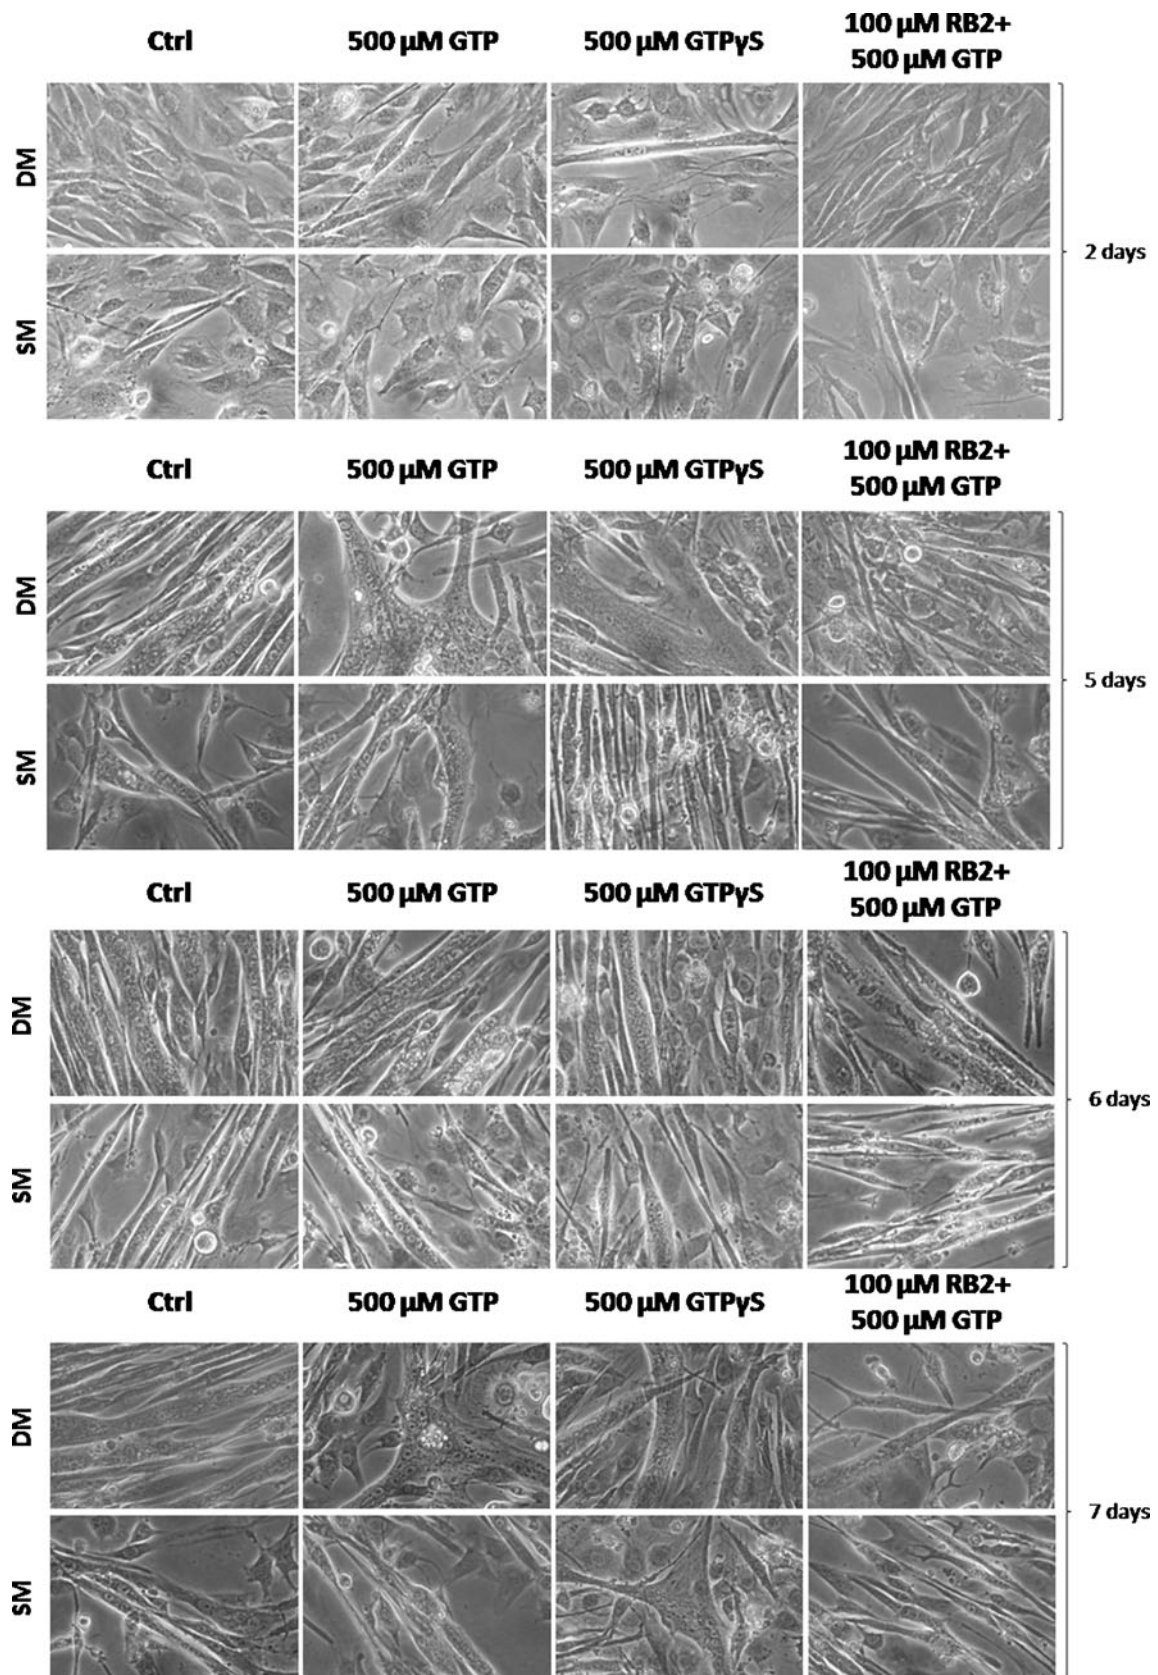 Ctrl 500 µM GTP 500 µM GTPγS 100 µM RB2+
500 µM GTP
DM
2 days
SM
Ctrl 500 µM GTP 500 µM GTPγS 100 µM RB2+
500 µM GTP
DM
5 days
SM
Ctrl 500 µM GTP 500 µM GTPγS 100 µM RB2+
500 µM GTP
DM
6 days
SM
Ctrl 500 µM GTP 500 µM GTPγS 100 µM RB2+
500 µM GTP
DM
7 days
SM